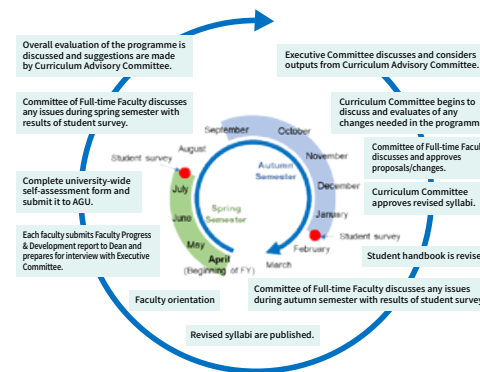 Overall evaluation of the programme is
discussed and suggestions are made
by Curriculum Advisory Committee.
Executive Committee discusses and considers
outputs from Curriculum Advisory Committee.
Committee of Full-time Faculty discusses
any issues during spring semester with
results of student survey.
Curriculum Committee begins to
discuss and evaluates of any
changes needed in the programm
September
October
August
Student survey
November
Autumn
Semester
Committee of Full-time Facul
discusses and approves
proposals/changes.
Complete university-wide
self-assessment form and
submit it to AGU.
July
December
Curriculum Committee
approves revised syllabi.
Spring
Semester
June
January
Each faculty submits Faculty Progress
& Development report to Dean and
prepares for interview with Executive
Committee.
Student survey
May
February
Student handbook is revise
April
(Beginning of FY)
March
Faculty orientation
Committee of Full-time Faculty discusses any issues
during autumn semester with results of student survey
Revised syllabi are published.